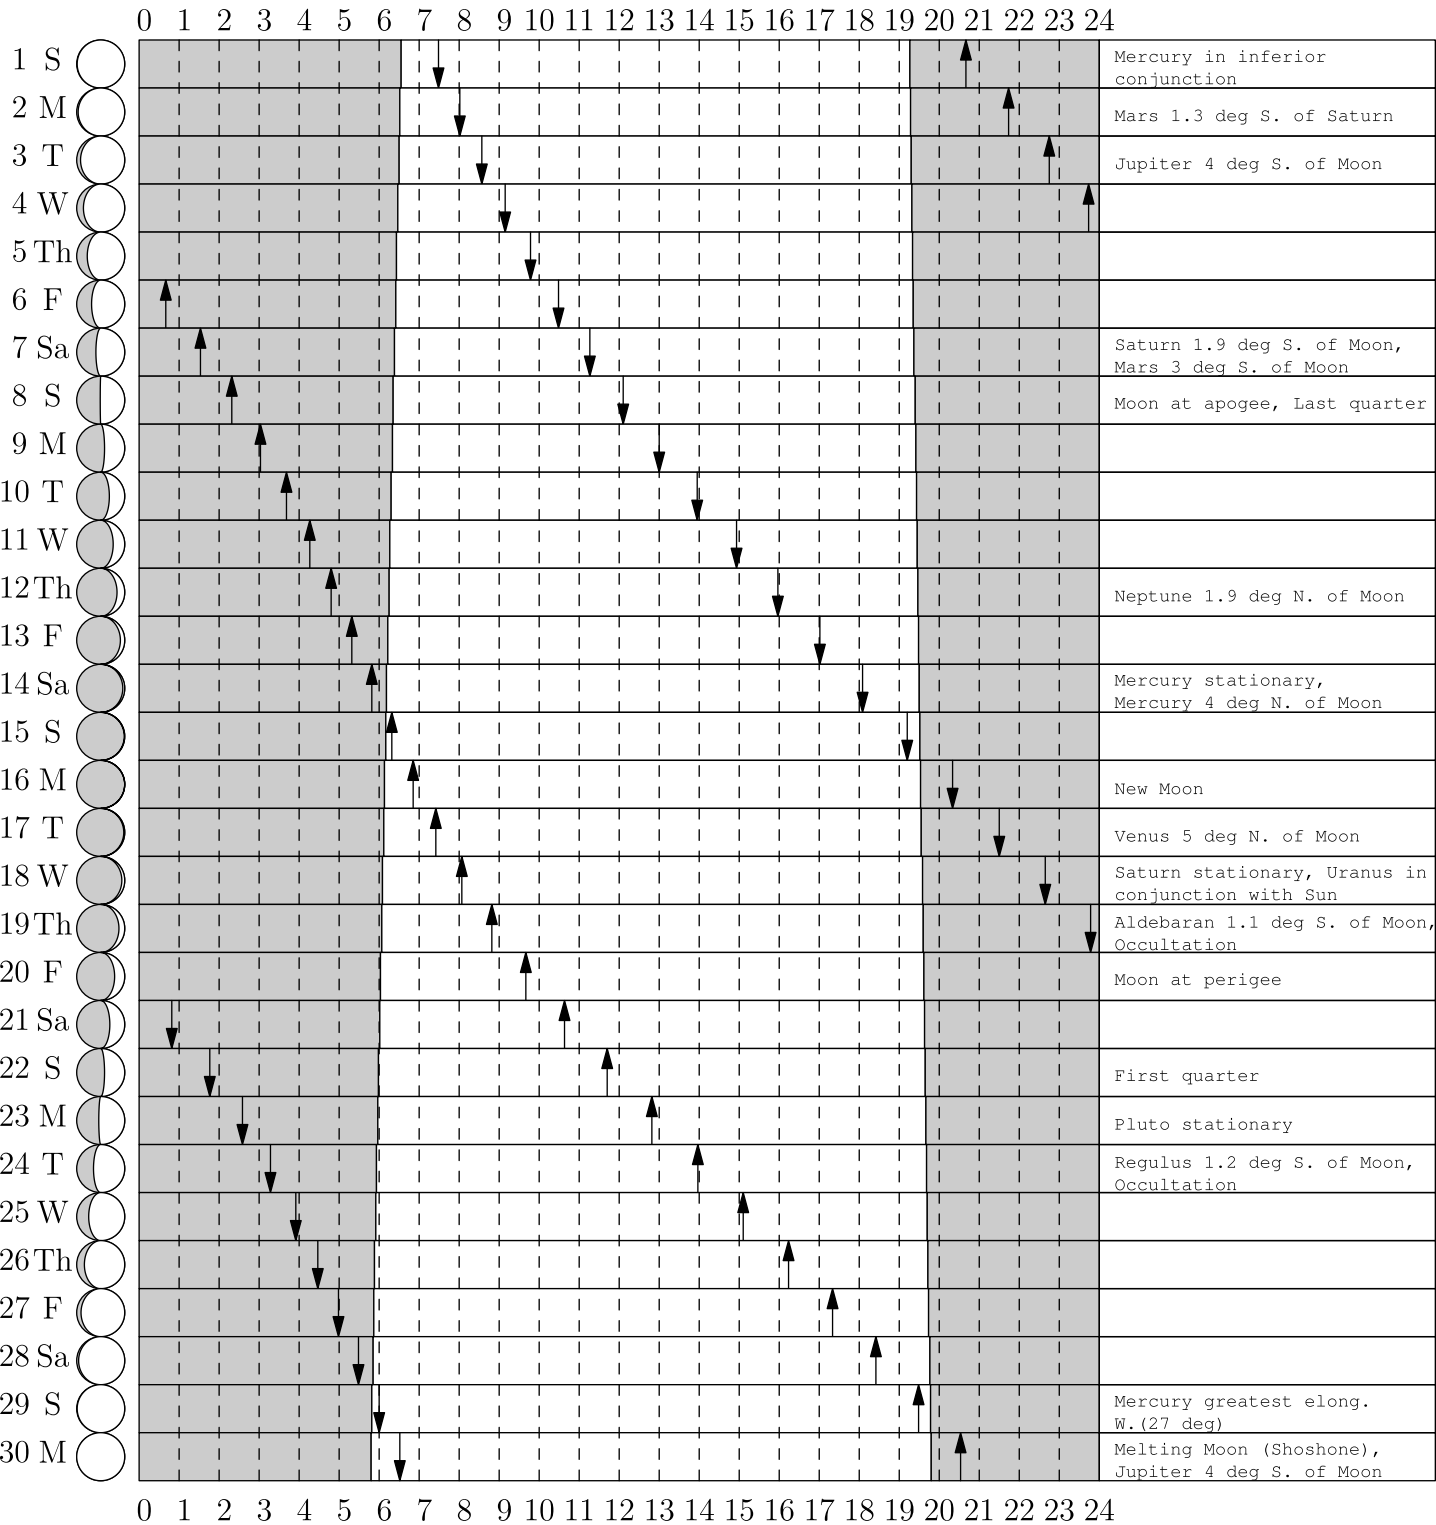 0 1 2 3 4 5 6 7 8 9 10 11 12 13 14 15 16 17 18 19 20 21 22 23 24
1 S Mercury in inferior
conjunction
2 M Mars 1.3 deg S. of Saturn
3 T Jupiter 4 deg S. of Moon
4 W
5 Th
6 F
7 Sa Saturn 1.9 deg S. of Moon,
Mars 3 deg S. of Moon
8 S Moon at apogee, Last quarter
9 M
10 T
11 W
12 Th Neptune 1.9 deg N. of Moon
13 F
14 Sa Mercury stationary,
Mercury 4 deg N. of Moon
15 S
16 M New Moon
17 T Venus 5 deg N. of Moon
18 W Saturn stationary, Uranus in
conjunction with Sun
19 Th Aldebaran 1.1 deg S. of Moon,
Occultation
20 F Moon at perigee
21 Sa
22 S First quarter
23 M Pluto stationary
24 T Regulus 1.2 deg S. of Moon,
Occultation
25 W
26 Th
27 F
28 Sa
29 S Mercury greatest elong.
W.(27 deg)
30 M Melting Moon (Shoshone),
Jupiter 4 deg S. of Moon
0 1 2 3 4 5 6 7 8 9 10 11 12 13 14 15 16 17 18 19 20 21 22 23 24